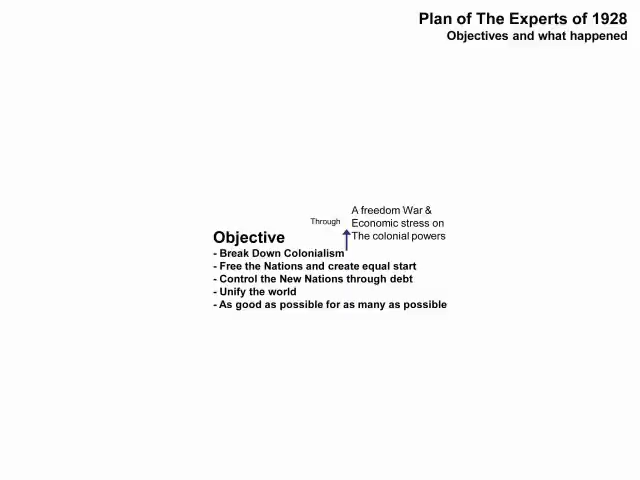 Plan of The Experts of 1928
Objectives and what happened
A freedom War &
Through
Economic stress on
The colonial powers
Objective
- Break Down Colonialism
- Free the Nations and create equal start
- Control the New Nations through debt
- Unify the world
- As good as possible for as many as possible